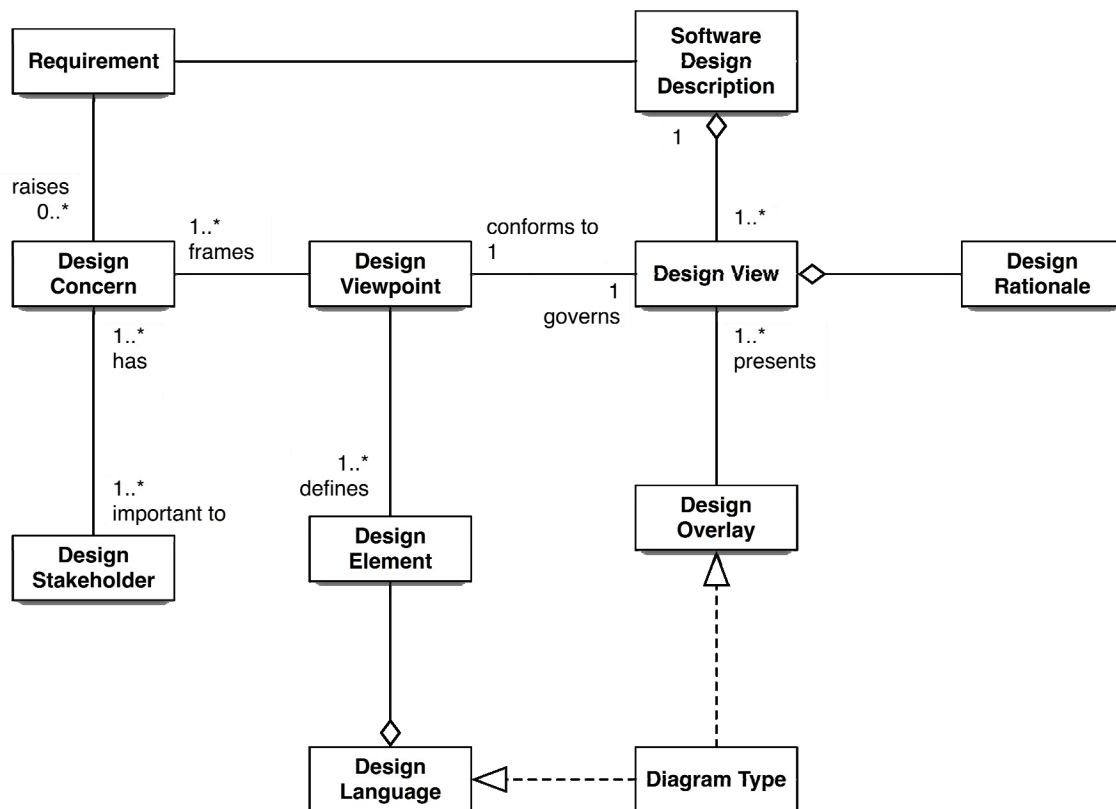 Requirement
Software
Design
Description
1
raises
0..*
1..*
frames
conforms to
1
1..*
Design
Concern
Design
Viewpoint
Design View
Design
Rationale
1
governs
1..*
has
1..*
presents
1..*
important to
1..*
defines
Design
Stakeholder
Design
Element
Design
Overlay
Design
Language
Diagram Type